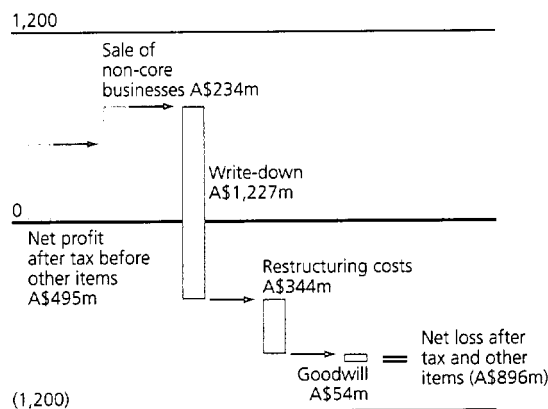 1,200
Sale of
non-core
businesses A$234m
Write-down
A$1,227m
0
Net profit
after tax before
other items
A$495m
Restructuring costs
A$344m
Net loss after
tax and other
items (A$896m)
Goodwill
A$54m
(1,200)